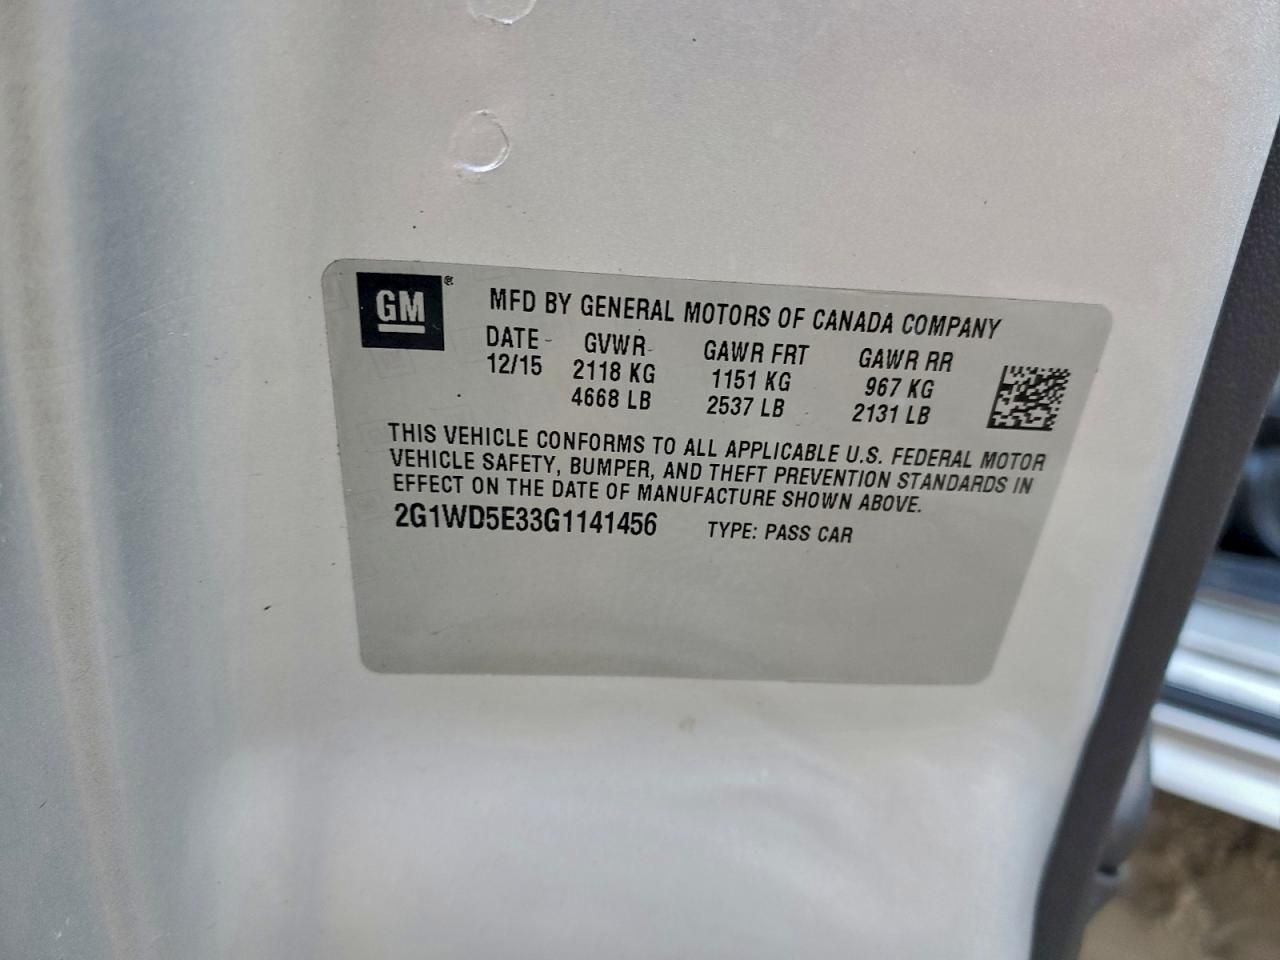 GM ®
MFD BY GENERAL MOTORS OF CANADA COMPANY
DATE GVWR GAWR FRT GAWR RR
12/15 2118 KG 1151 KG 967 KG
4668 LB 2537 LB 2131 LB
THIS VEHICLE CONFORMS TO ALL APPLICABLE U.S. FEDERAL MOTOR
VEHICLE SAFETY, BUMPER, AND THEFT PREVENTION STANDARDS IN
EFFECT ON THE DATE OF MANUFACTURE SHOWN ABOVE.
2G1WD5E33G1141456 TYPE: PASS CAR